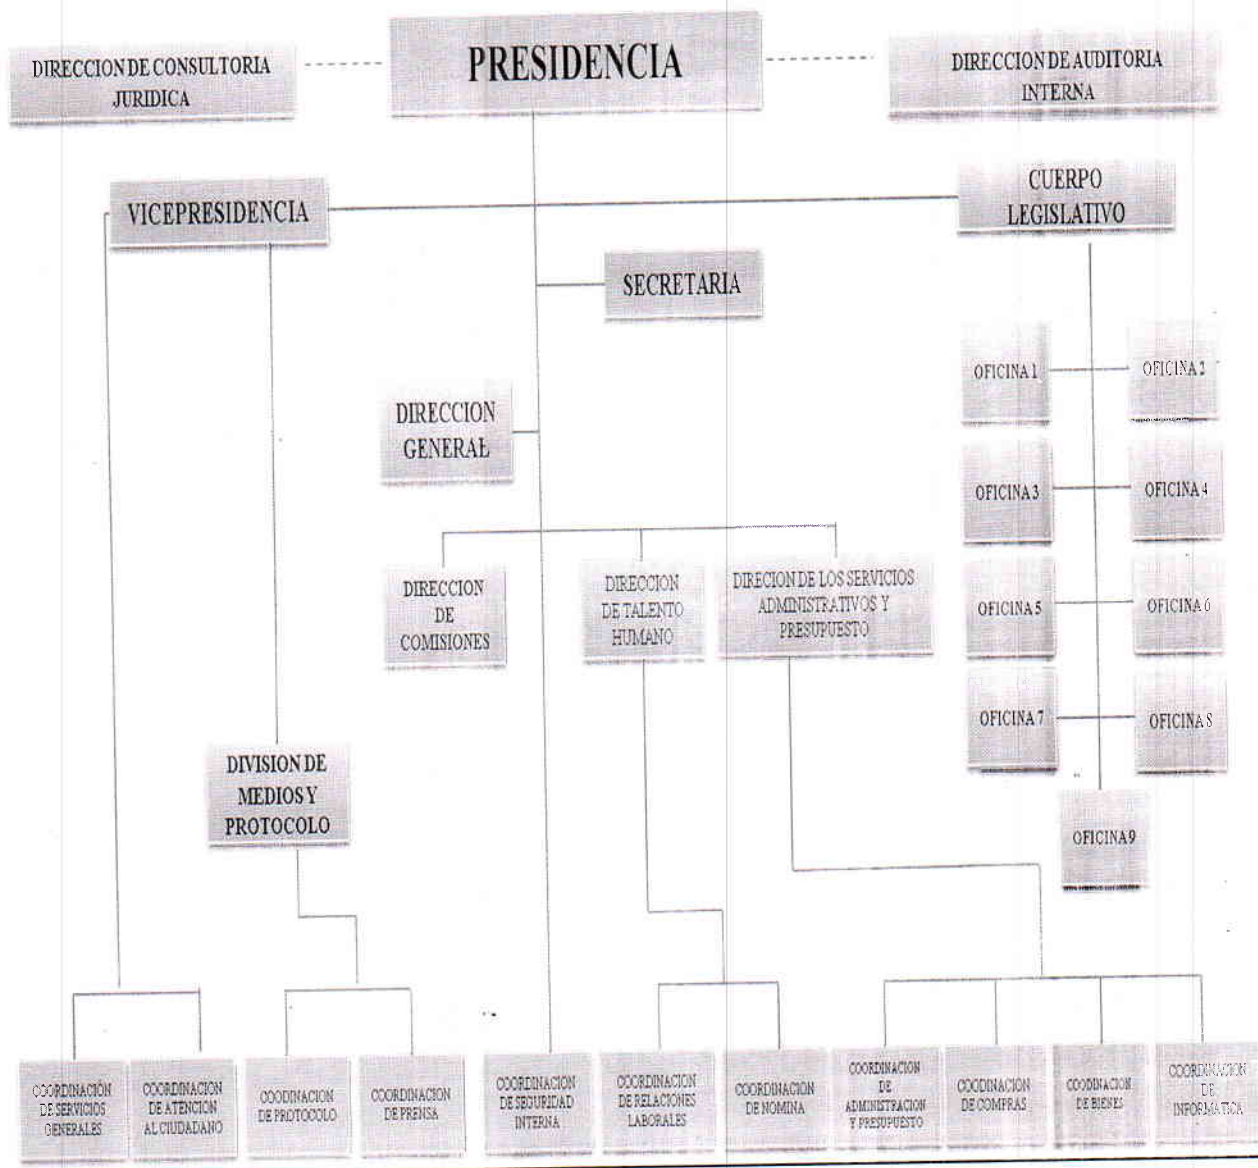 DIRECCION DE CONSULTORIA
JURIDICA
PRESIDENCIA
DIRECCION DE AUDITORIA
INTERNA
VICEPRESIDENCIA
CUERPO
LEGISLATIVO
SECRETARIA
DIRECCION
GENERAL
OFICINA 1
OFICINA 2
OFICINA 3
OFICINA 4
DIRECCION
DE
COMISIONES
DIRECCION
DE TALENTO
HUMANO
DIRECION DE LOS SERVICIOS
ADMINISTRATIVOS Y
PRESUPUESTO
OFICINA 5
OFICINA 6
OFICINA 7
OFICINA 8
DIVISION DE
MEDIOS Y
PROTOCOLO
OFICINA 9
COORDINACIÓN
DE SERVICIOS
GENERALES
COORDINACION
DE ATENCION
AL CIUDADANO
COODINACION
DE PROTOCOLO
COORDINACION
DE PRENSA
COORDINACION
DE SEGURIDAD
INTERNA
COORDINACION
DE RELACIONES
LABORALES
COORDINACION
DE NOMINA
COORDINACION
DE
ADMINISTRACION
Y PRESUPUESTO
COODINACION
DE COMPRAS
COODINACION
DE BIENES
COORDINACION
DE
INFORMATICA